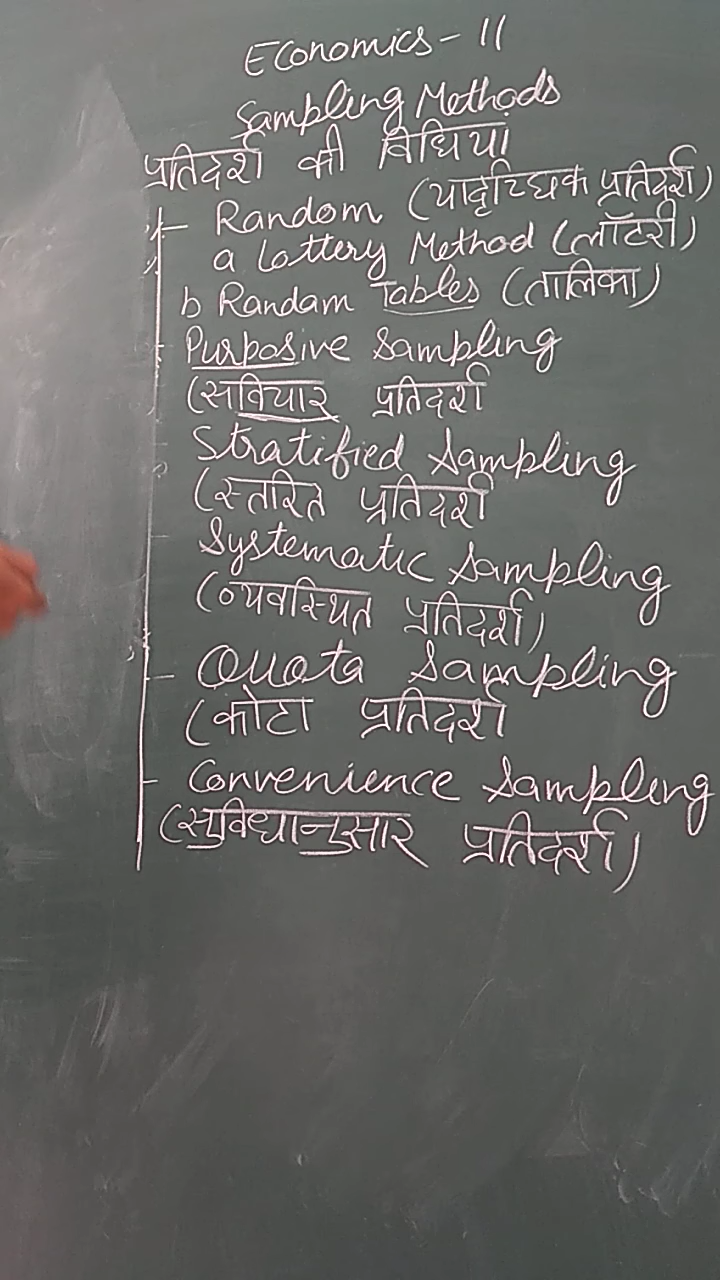 Economics - 11
Sampling Methods
प्रतिदर्श की विधियां
Random (यादृच्छिक प्रतिदर्श)
a Lottery Method (लॉटरी)
b Randam Tables (तालिका)
Purposive Sampling
(सविचार प्रतिदर्श
Stratified Sampling
(स्तरित प्रतिदर्श
Systematic Sampling
(व्यवस्थित प्रतिदर्श)
Quota Sampling
(कोटा प्रतिदर्श
Convenience Sampling
(सुविधानुसार प्रतिदर्श)